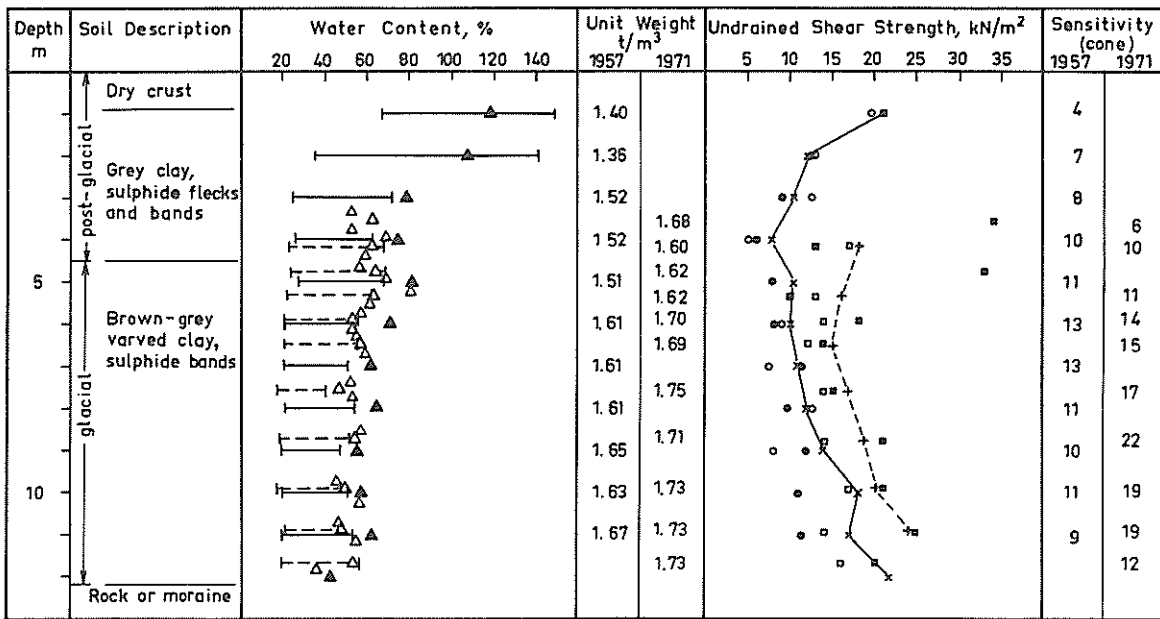 Depth m
Soil Description
Water Content, %
Unit Weight t/m³
1957 1971
Undrained Shear Strength, kN/m²
Sensitivity (cone)
1957 1971
20 40 60 80 100 120 140
5 10 15 20 25 30 35
post-glacial
Dry crust
Grey clay,
sulphide flecks
and bands
glacial
Brown-grey
varved clay,
sulphide bands
Rock or moraine
5
10
1.40
1.36
1.52
1.52
1.51
1.61
1.61
1.61
1.65
1.63
1.67
1.68
1.60
1.62
1.62
1.70
1.69
1.75
1.71
1.73
1.73
1.73
4
7
8
10
11
13
13
11
10
11
9
6
10
11
14
15
17
22
19
19
12